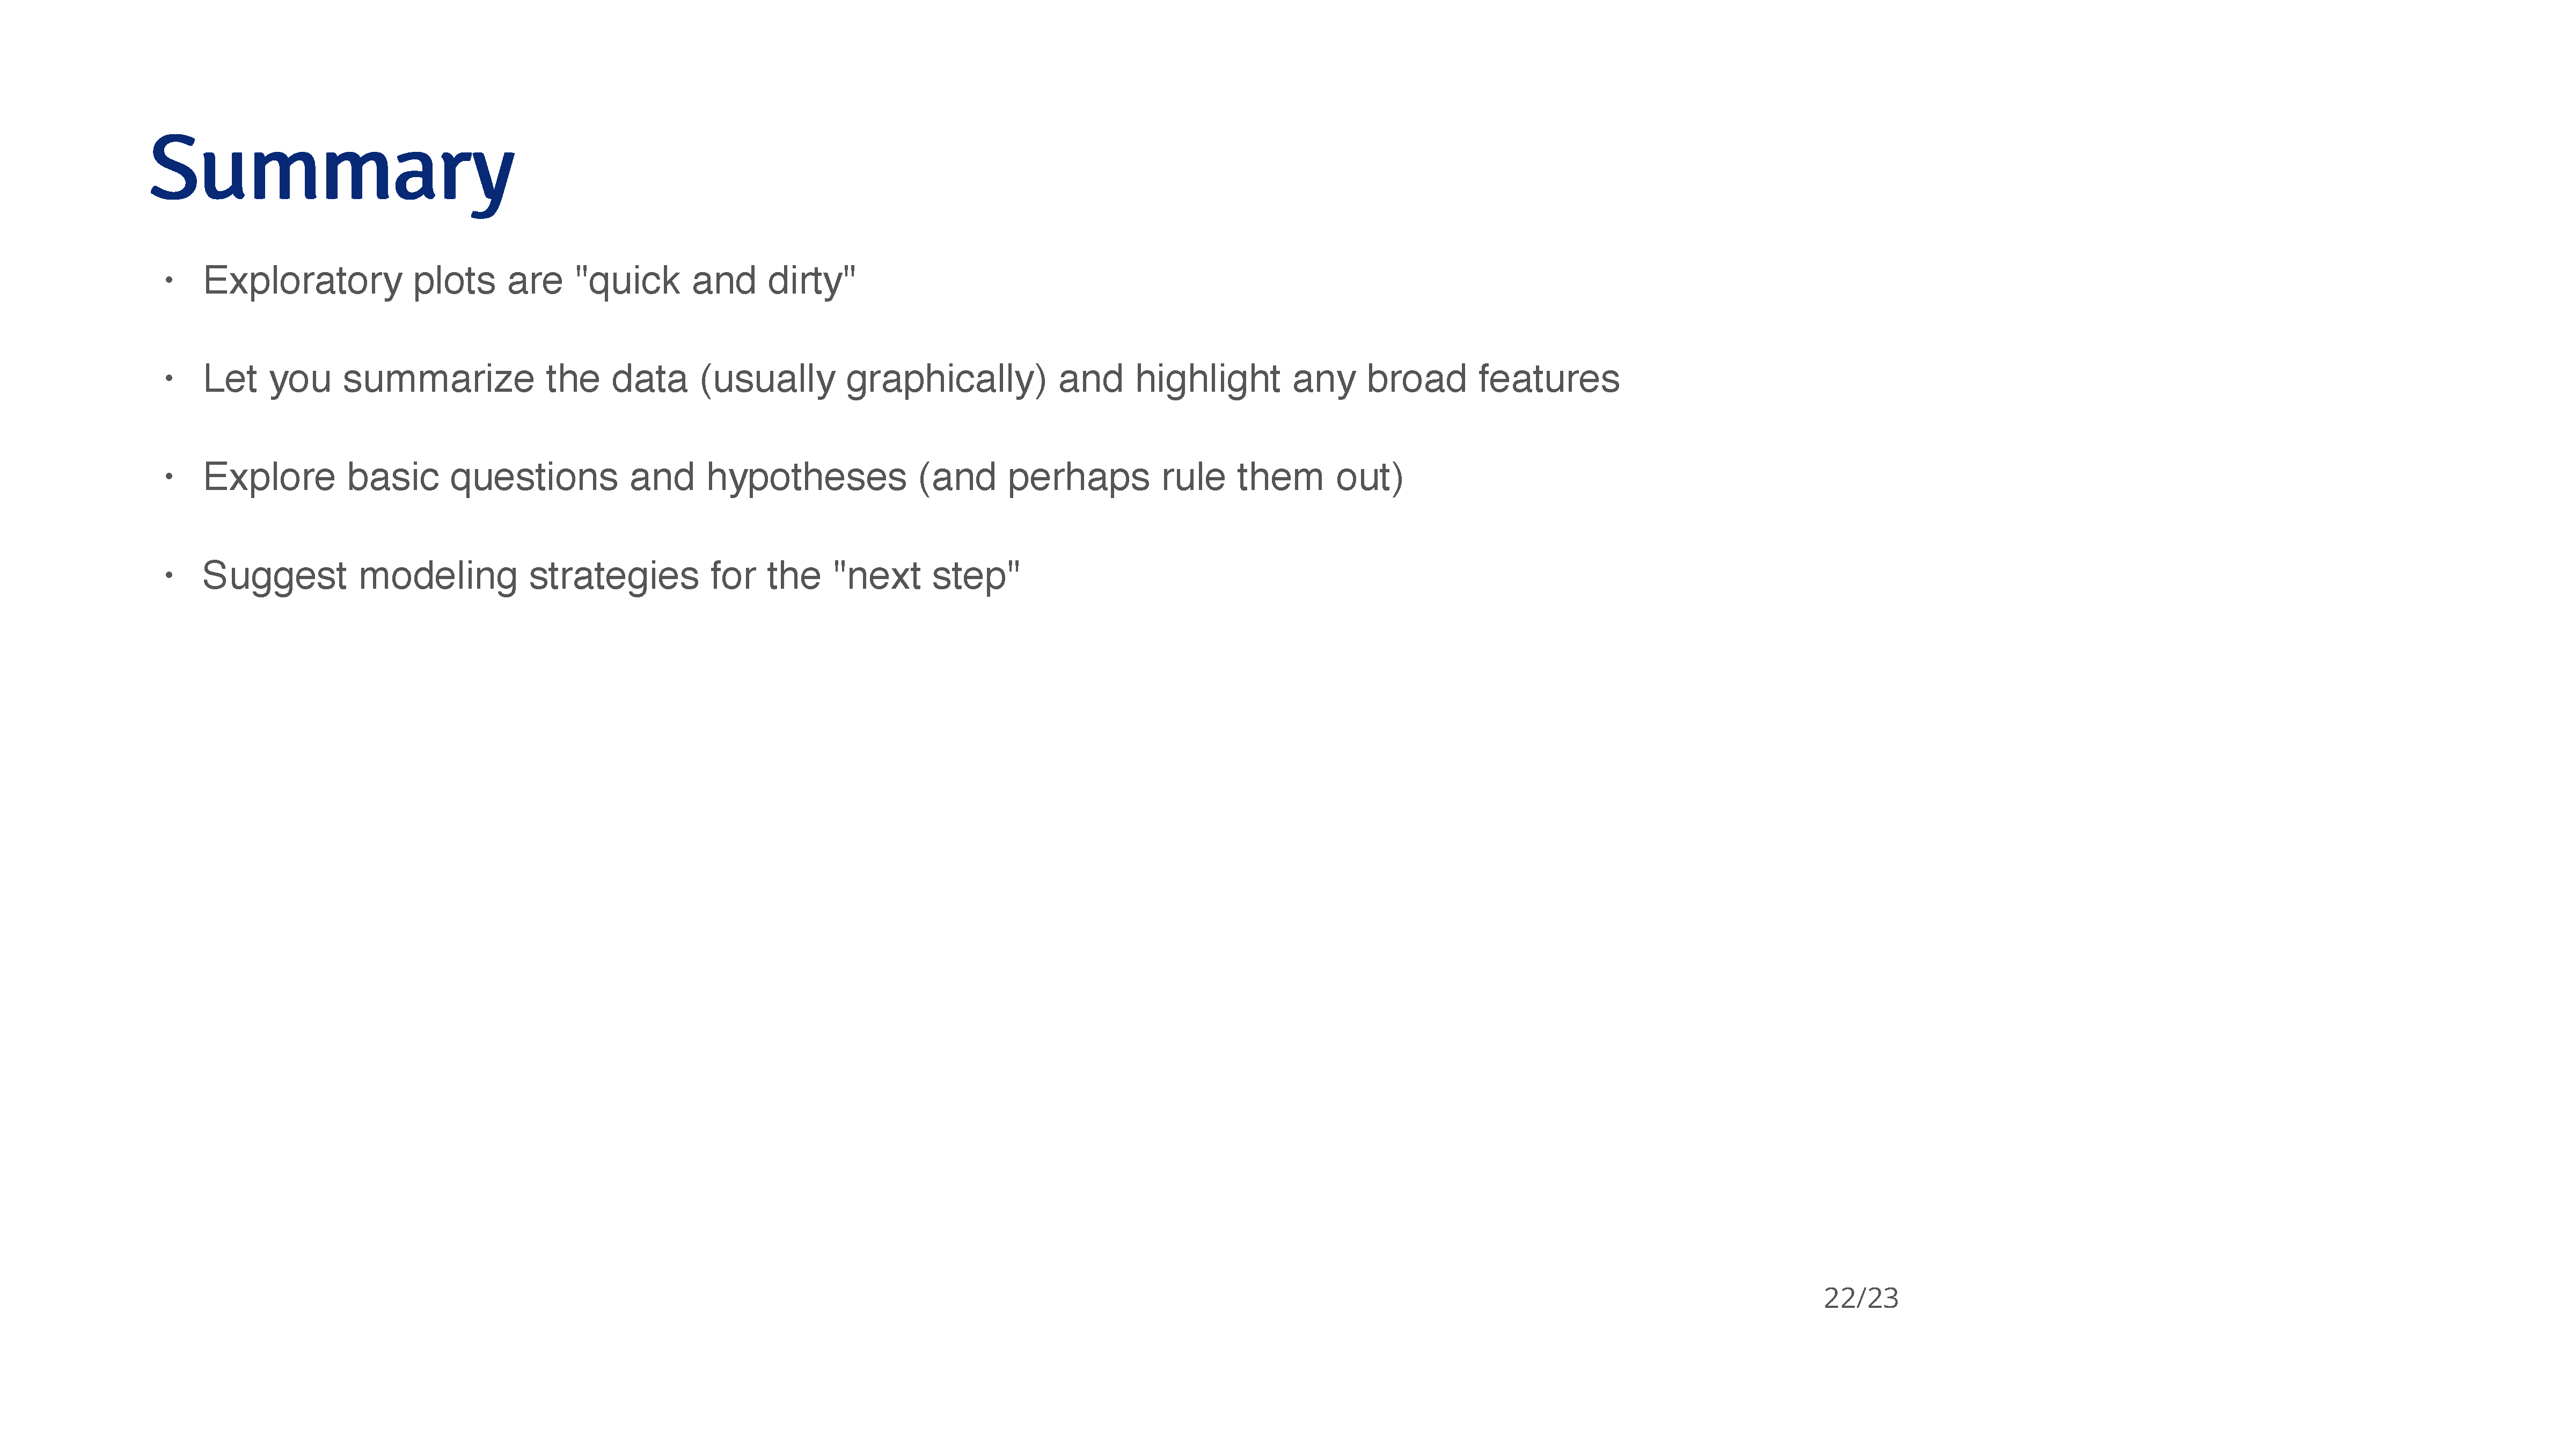 Summary
· Exploratory plots are "quick and dirty"
· Let you summarize the data (usually graphically) and highlight any broad features
· Explore basic questions and hypotheses (and perhaps rule them out)
· Suggest modeling strategies for the "next step"
22/23